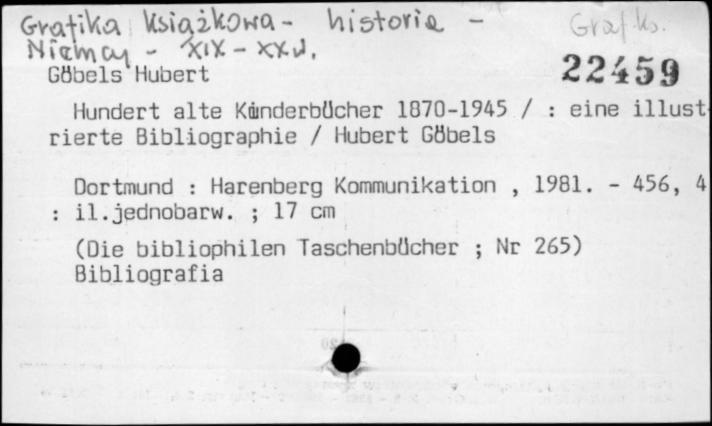 Grafika Książkowa - historia -
Graf. ks.
Niemcy - XIX - XX w.
Göbels Hubert
22459
Hundert alte Künderbücher 1870-1945 / : eine illust-
rierte Bibliographie / Hubert Göbels
Dortmund : Harenberg Kommunikation , 1981. - 456, 4
: il.jednobarw. ; 17 cm
(Die bibliophilen Taschenbücher ; Nr 265)
Bibliografia